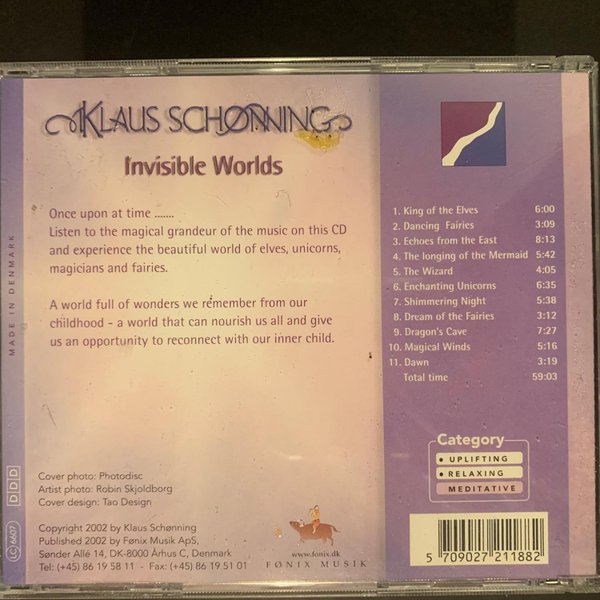 KLAUS SCHØNNING
Invisible Worlds
Once upon at time .......
Listen to the magical grandeur of the music on this CD
and experience the beautiful world of elves, unicorns,
magicians and fairies.
A world full of wonders we remember from our
childhood - a world that can nourish us all and give
us an opportunity to reconnect with our inner child.
MADE IN DENMARK
DDD
LC 6607
Cover photo: Photodisc
Artist photo: Robin Skjoldborg
Cover design: Tao Design
Copyright 2002 by Klaus Schønning
Published 2002 by Fønix Musik ApS,
Sønder Allé 14, DK-8000 Århus C, Denmark
Tel: (+45) 86 19 58 11 - Fax: (+45) 86 19 51 01
www.fonix.dk
FØNIX MUSIK
1. King of the Elves 6:00
2. Dancing Fairies 3:09
3. Echoes from the East 8:13
4. The longing of the Mermaid 5:42
5. The Wizard 4:05
6. Enchanting Unicorns 6:35
7. Shimmering Night 5:38
8. Dream of the Fairies 3:12
9. Dragon's Cave 7:27
10. Magical Winds 5:16
11. Dawn 3:19
Total time 59:03
Category
• UPLIFTING
• RELAXING
MEDITATIVE
5 709027 211882